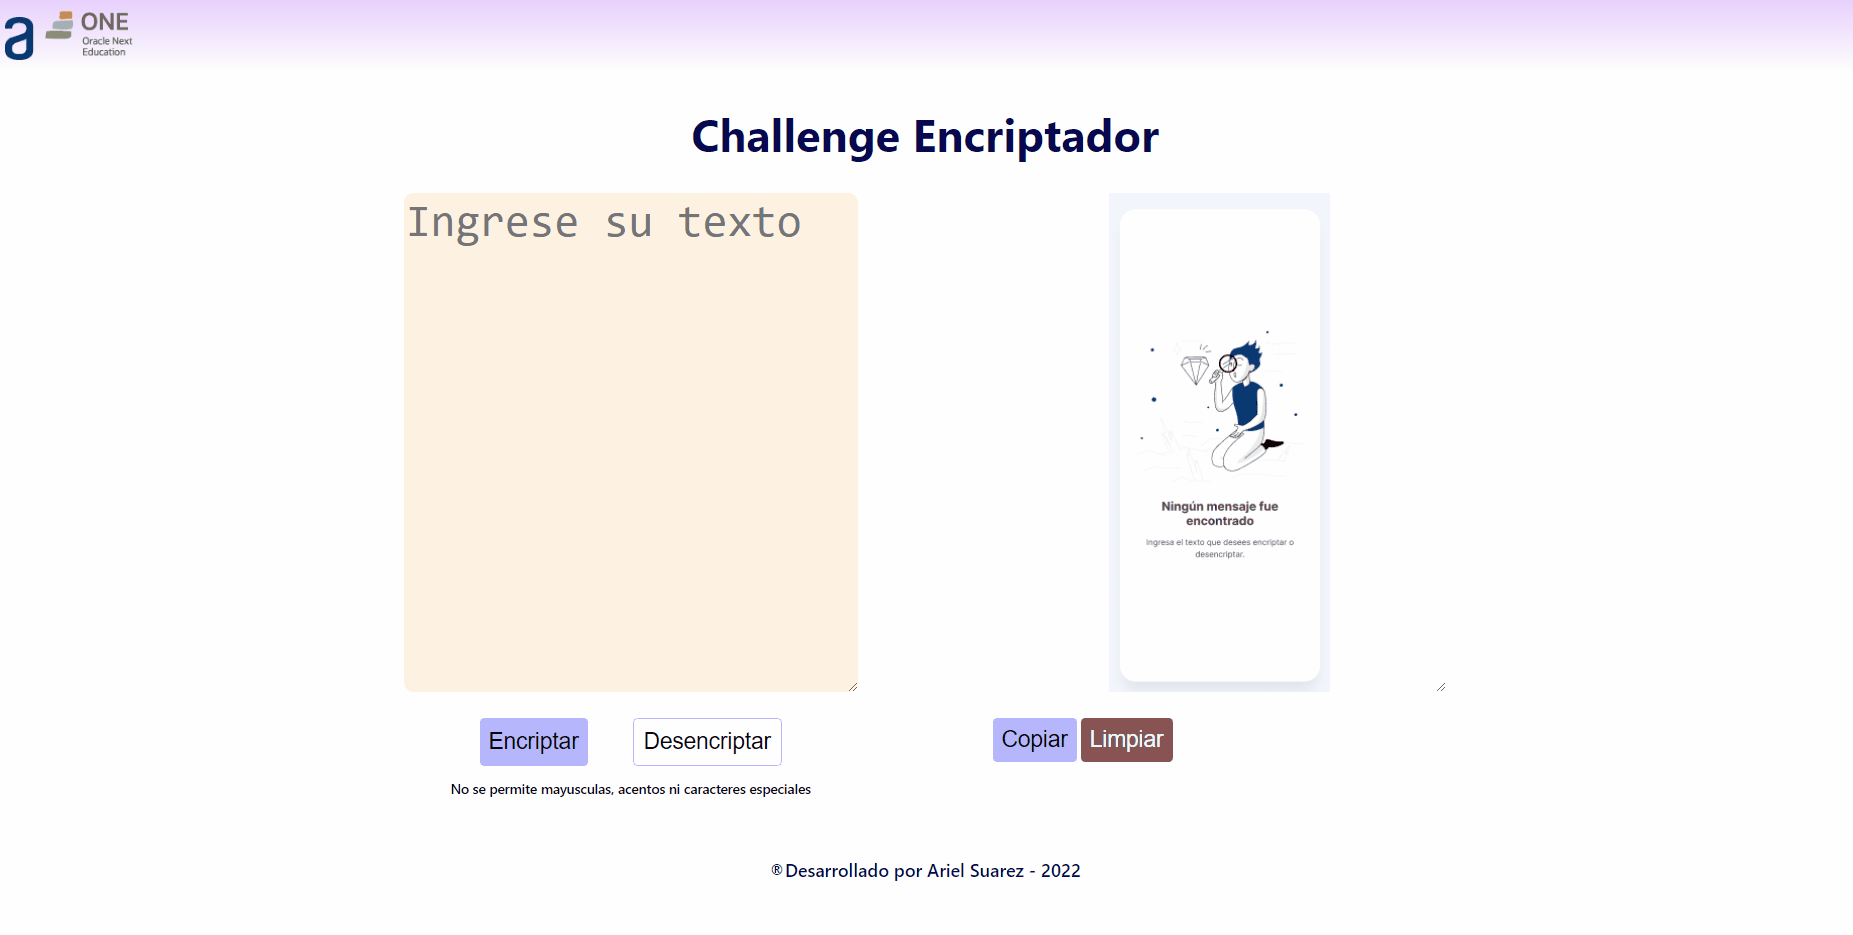 a
ONE
Oracle Next
Education
Challenge Encriptador
Ingrese su texto
Ningún mensaje fue
encontrado
Ingresa el texto que desees encriptar o
desencriptar.
Encriptar
Desencriptar
Copiar
Limpiar
No se permite mayusculas, acentos ni caracteres especiales
®Desarrollado por Ariel Suarez - 2022